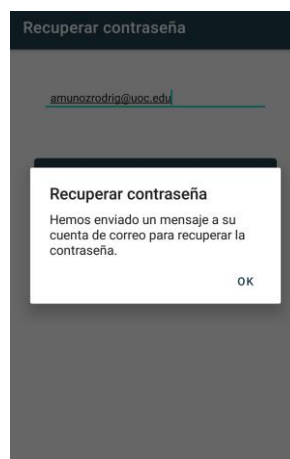 Recuperar contraseña
amunozrodrig@uoc.edu
Recuperar contraseña
Hemos enviado un mensaje a su
cuenta de correo para recuperar la
contraseña.
OK